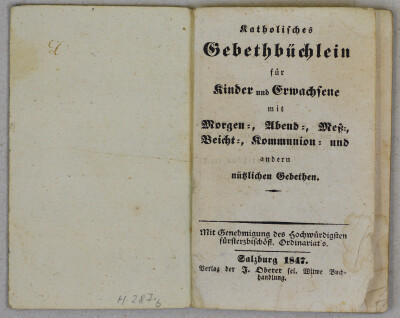 Katholisches
Gebethbüchlein
für
Kinder und Erwachsene
mit
Morgen-, Abend-, Meß-,
Beicht-, Kommunion- und
andern
nützlichen Gebethen.
Mit Genehmigung des Hochwürdigsten
fürsterzbischöfl. Ordinariat's.
Salzburg 1847.
Verlag der J. Oberer sel. Witwe Buch-
handlung.
H. 287.